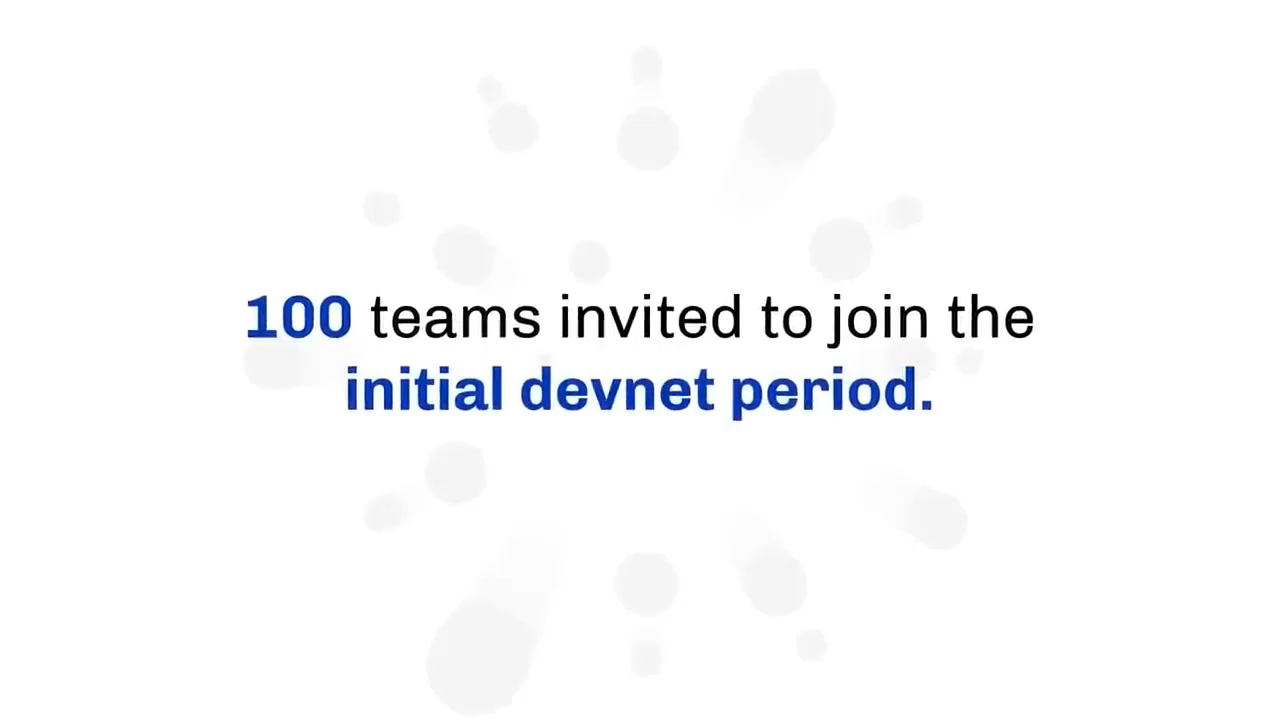 100 teams invited to join the
initial devnet period.